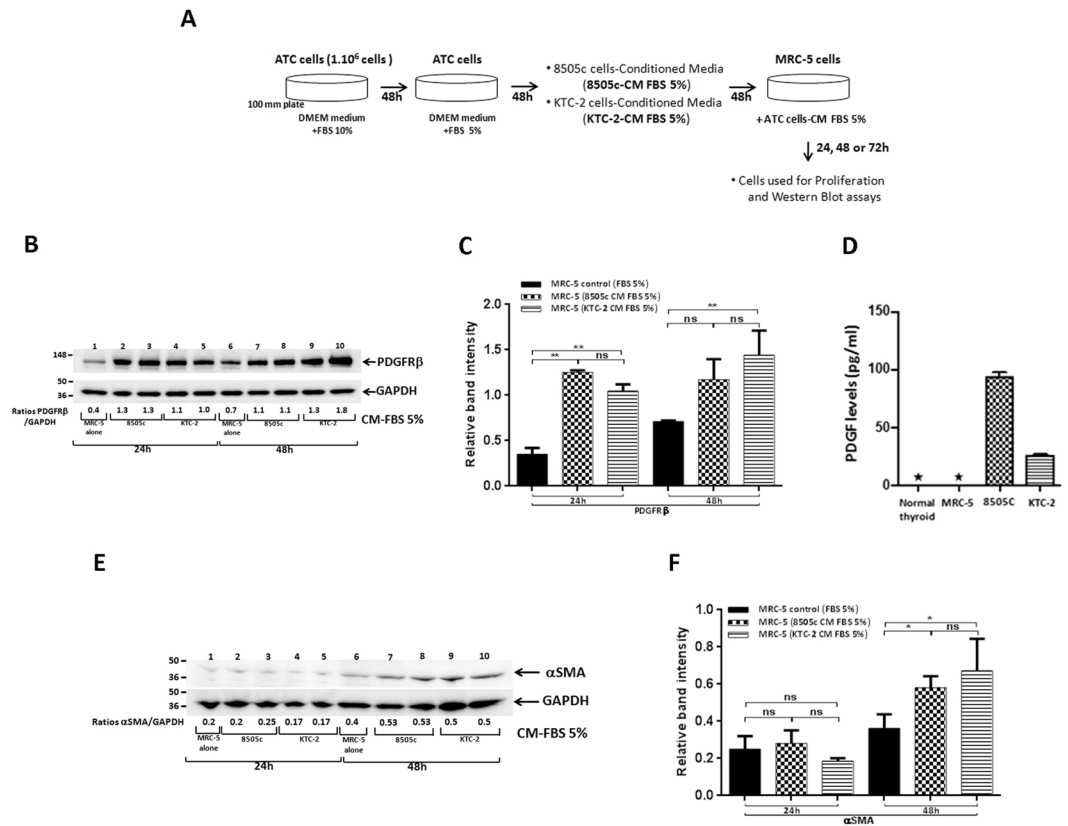 A
ATC cells (1.10⁶ cells )
ATC cells
MRC-5 cells
• 8505c cells-Conditioned Media
(8505c-CM FBS 5%)
• KTC-2 cells-Conditioned Media
(KTC-2-CM FBS 5%)
48h
48h
48h
100 mm plate
DMEM medium
+FBS 10%
DMEM medium
+FBS 5%
+ ATC cells-CM FBS 5%
24, 48 or 72h
• Cells used for Proliferation
and Western Blot assays
B
1 2 3 4 5 6 7 8 9 10
148
PDGFRβ
50
36
GAPDH
Ratios PDGFRβ
/GAPDH
0.4 1.3 1.3 1.1 1.0 0.7 1.1 1.1 1.3 1.8
CM-FBS 5%
MRC-5
alone
8505c
KTC-2
MRC-5
alone
8505c
KTC-2
24h
48h
C
MRC-5 control (FBS 5%)
MRC-5 (8505c CM FBS 5%)
MRC-5 (KTC-2 CM FBS 5%)
Relative band intensity
2.0
1.5
1.0
0.5
0.0
**
** ns
**
ns ns
24h
48h
PDGFRβ
D
PDGF levels (pg/ml)
150
100
50
0
★ ★
Normal
thyroid
MRC-5
8505C
KTC-2
E
1 2 3 4 5 6 7 8 9 10
50
36
αSMA
50
36
GAPDH
Ratios αSMA/GAPDH
0.2 0.2 0.25 0.17 0.17 0.4 0.53 0.53 0.5 0.5
CM-FBS 5%
MRC-5
alone
8505c
KTC-2
MRC-5
alone
8505c
KTC-2
24h
48h
F
MRC-5 control (FBS 5%)
MRC-5 (8505c CM FBS 5%)
MRC-5 (KTC-2 CM FBS 5%)
Relative band intensity
1.0
0.8
0.6
0.4
0.2
0.0
ns
ns ns
*
* ns
24h
48h
αSMA